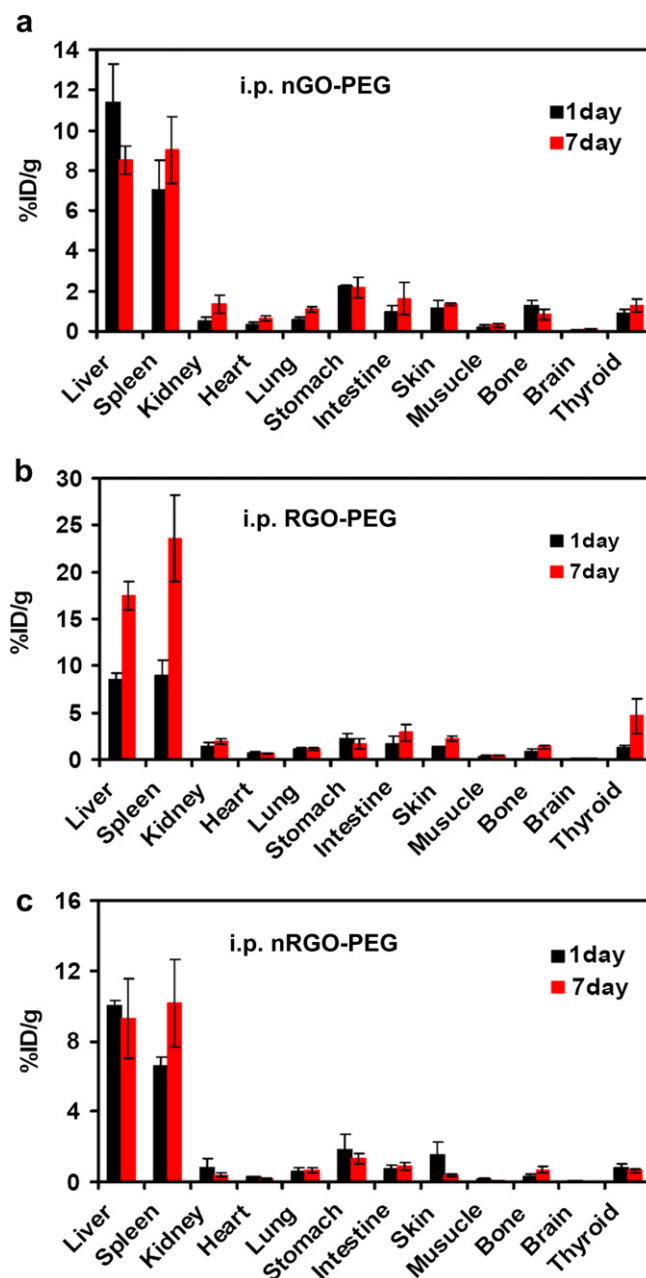 a
i.p. nGO-PEG
1day
7day
%ID/g
14
12
10
8
6
4
2
0
Liver
Spleen
Kidney
Heart
Lung
Stomach
Intestine
Skin
Musucle
Bone
Brain
Thyroid
b
i.p. RGO-PEG
1day
7day
%ID/g
30
25
20
15
10
5
0
Liver
Spleen
Kidney
Heart
Lung
Stomach
Intestine
Skin
Musucle
Bone
Brain
Thyroid
c
i.p. nRGO-PEG
1day
7day
%ID/g
16
12
8
4
0
Liver
Spleen
Kidney
Heart
Lung
Stomach
Intestine
Skin
Musucle
Bone
Brain
Thyroid